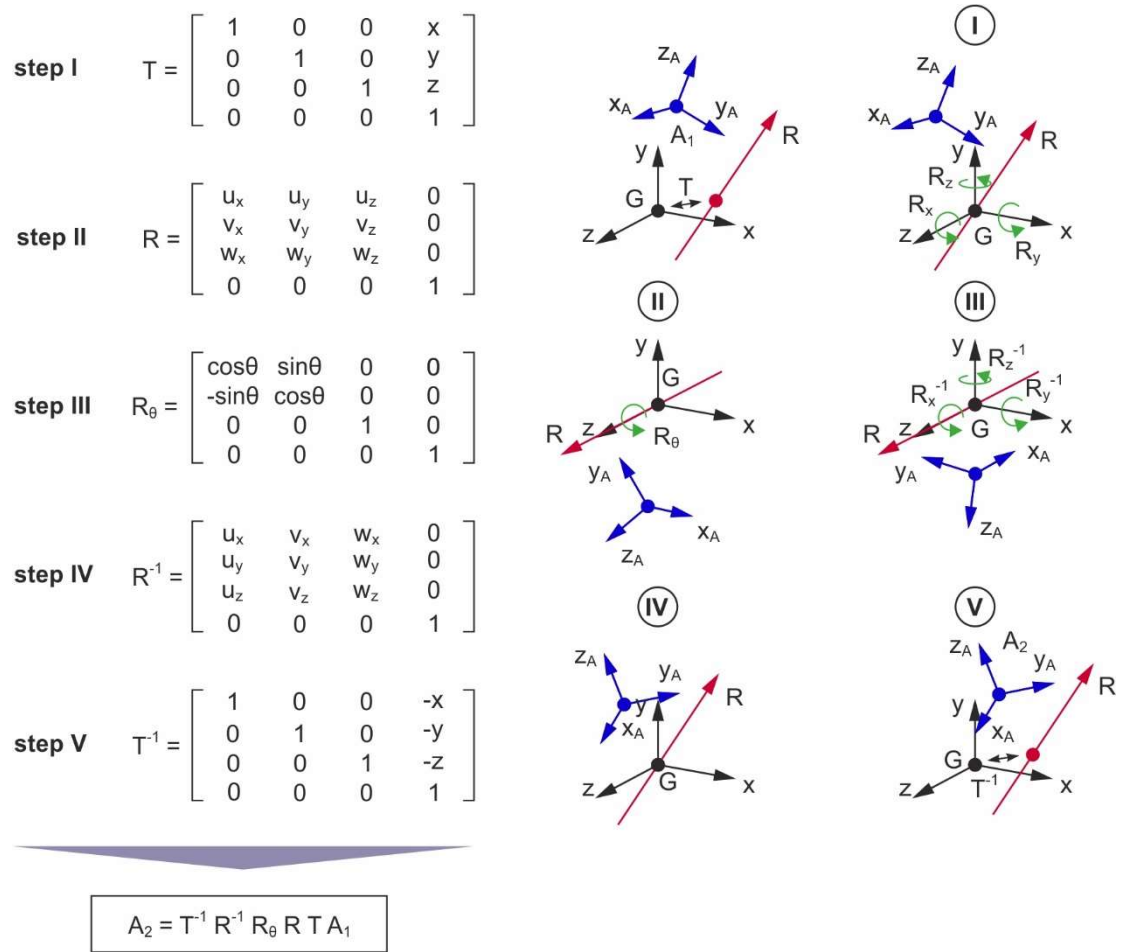 step I
T =
1 0 0 x
0 1 0 y
0 0 1 z
0 0 0 1
step II
R =
uₓ u_y u_z 0
vₓ v_y v_z 0
wₓ w_y w_z 0
0 0 0 1
step III
R_θ =
cosθ sinθ 0 0
-sinθ cosθ 0 0
0 0 1 0
0 0 0 1
step IV
R⁻¹ =
uₓ vₓ wₓ 0
u_y v_y w_y 0
u_z v_z w_z 0
0 0 0 1
step V
T⁻¹ =
1 0 0 -x
0 1 0 -y
0 0 1 -z
0 0 0 1
A₂ = T⁻¹ R⁻¹ R_θ R T A₁
z_A
x_A
y_A
A₁
R
y
T
G
z
x
I
z_A
x_A
y_A
R
R_z
Rₓ
z
G
x
R_y
II
y
G
x
z
R
R_θ
y_A
x_A
z_A
III
y
R_z⁻¹
Rₓ⁻¹
R_y⁻¹
z
G
x
R
y_A
x_A
z_A
IV
z_A
y_A
y
x_A
R
z
G
x
V
z_A
A₂
y_A
R
y
x_A
G
z
T⁻¹
x